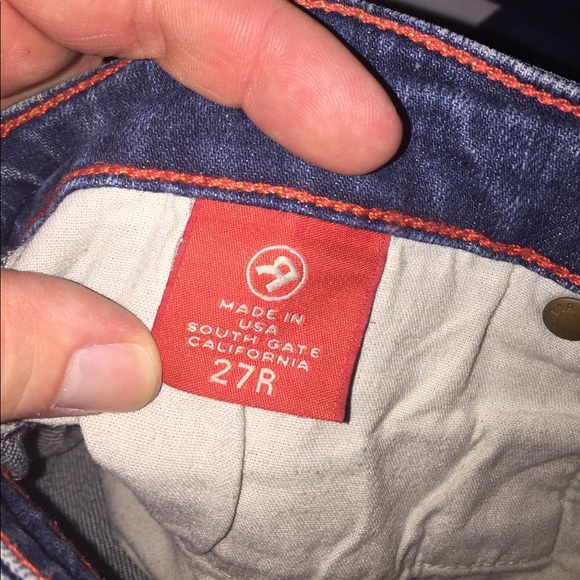 MADE IN
USA
SOUTH GATE
CALIFORNIA
27R